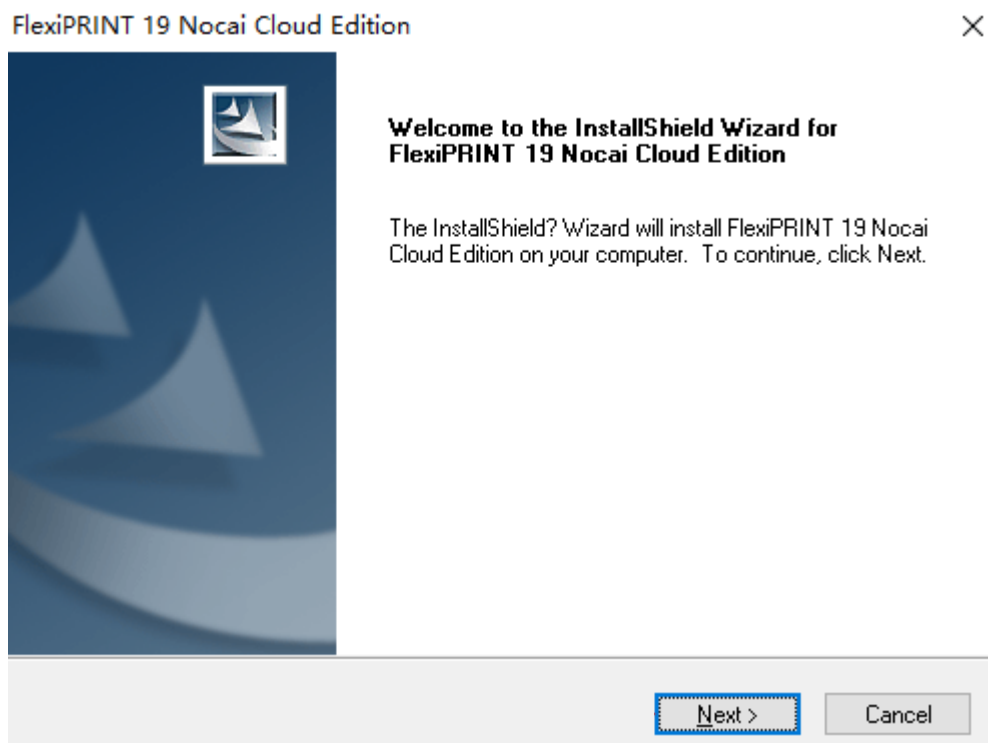 FlexiPRINT 19 Nocai Cloud Edition
Welcome to the InstallShield Wizard for
FlexiPRINT 19 Nocai Cloud Edition
The InstallShield? Wizard will install FlexiPRINT 19 Nocai
Cloud Edition on your computer. To continue, click Next.
Next >
Cancel